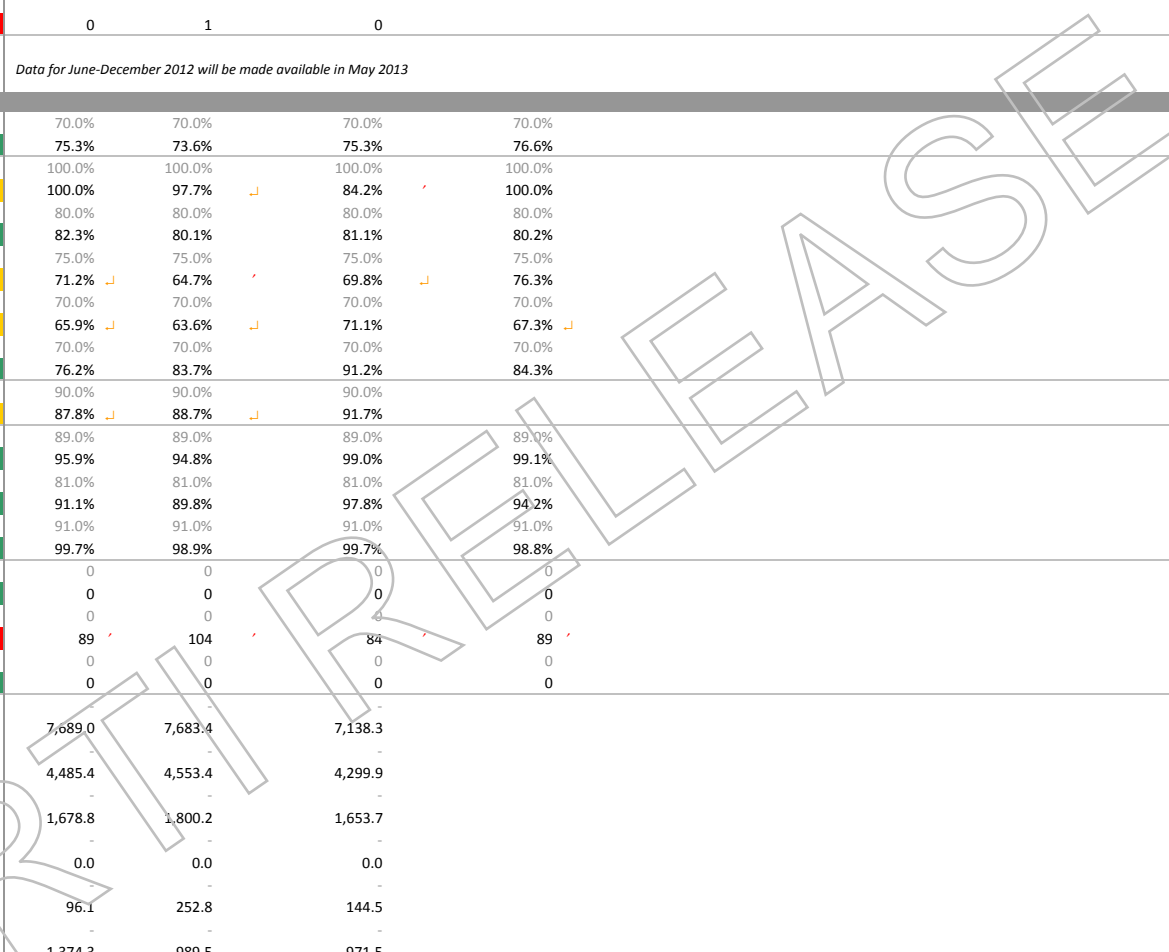 0 1 0
Data for June-December 2012 will be made available in May 2013
70.0% 70.0% 70.0% 70.0%
75.3% 73.6% 75.3% 76.6%
100.0% 100.0% 100.0% 100.0%
100.0% 97.7% 84.2% 100.0%
80.0% 80.0% 80.0% 80.0%
82.3% 80.1% 81.1% 80.2%
75.0% 75.0% 75.0% 75.0%
71.2% 64.7% 69.8% 76.3%
70.0% 70.0% 70.0% 70.0%
65.9% 63.6% 71.1% 67.3%
70.0% 70.0% 70.0% 70.0%
76.2% 83.7% 91.2% 84.3%
90.0% 90.0% 90.0%
87.8% 88.7% 91.7%
89.0% 89.0% 89.0% 89.0%
95.9% 94.8% 99.0% 99.1%
81.0% 81.0% 81.0% 81.0%
91.1% 89.8% 97.8% 94.2%
91.0% 91.0% 91.0% 91.0%
99.7% 98.9% 99.7% 98.8%
0 0 0 0
0 0 0 0
0 0 0 0
89 104 84 89
0 0 0 0
0 0 0 0
- - -
7,689.0 7,683.4 7,138.3
- - -
4,485.4 4,553.4 4,299.9
- - -
1,678.8 1,800.2 1,653.7
- - -
0.0 0.0 0.0
- - -
96.1 252.8 144.5
- - -
1,374.3 989.5 971.5
RTI RELEASE